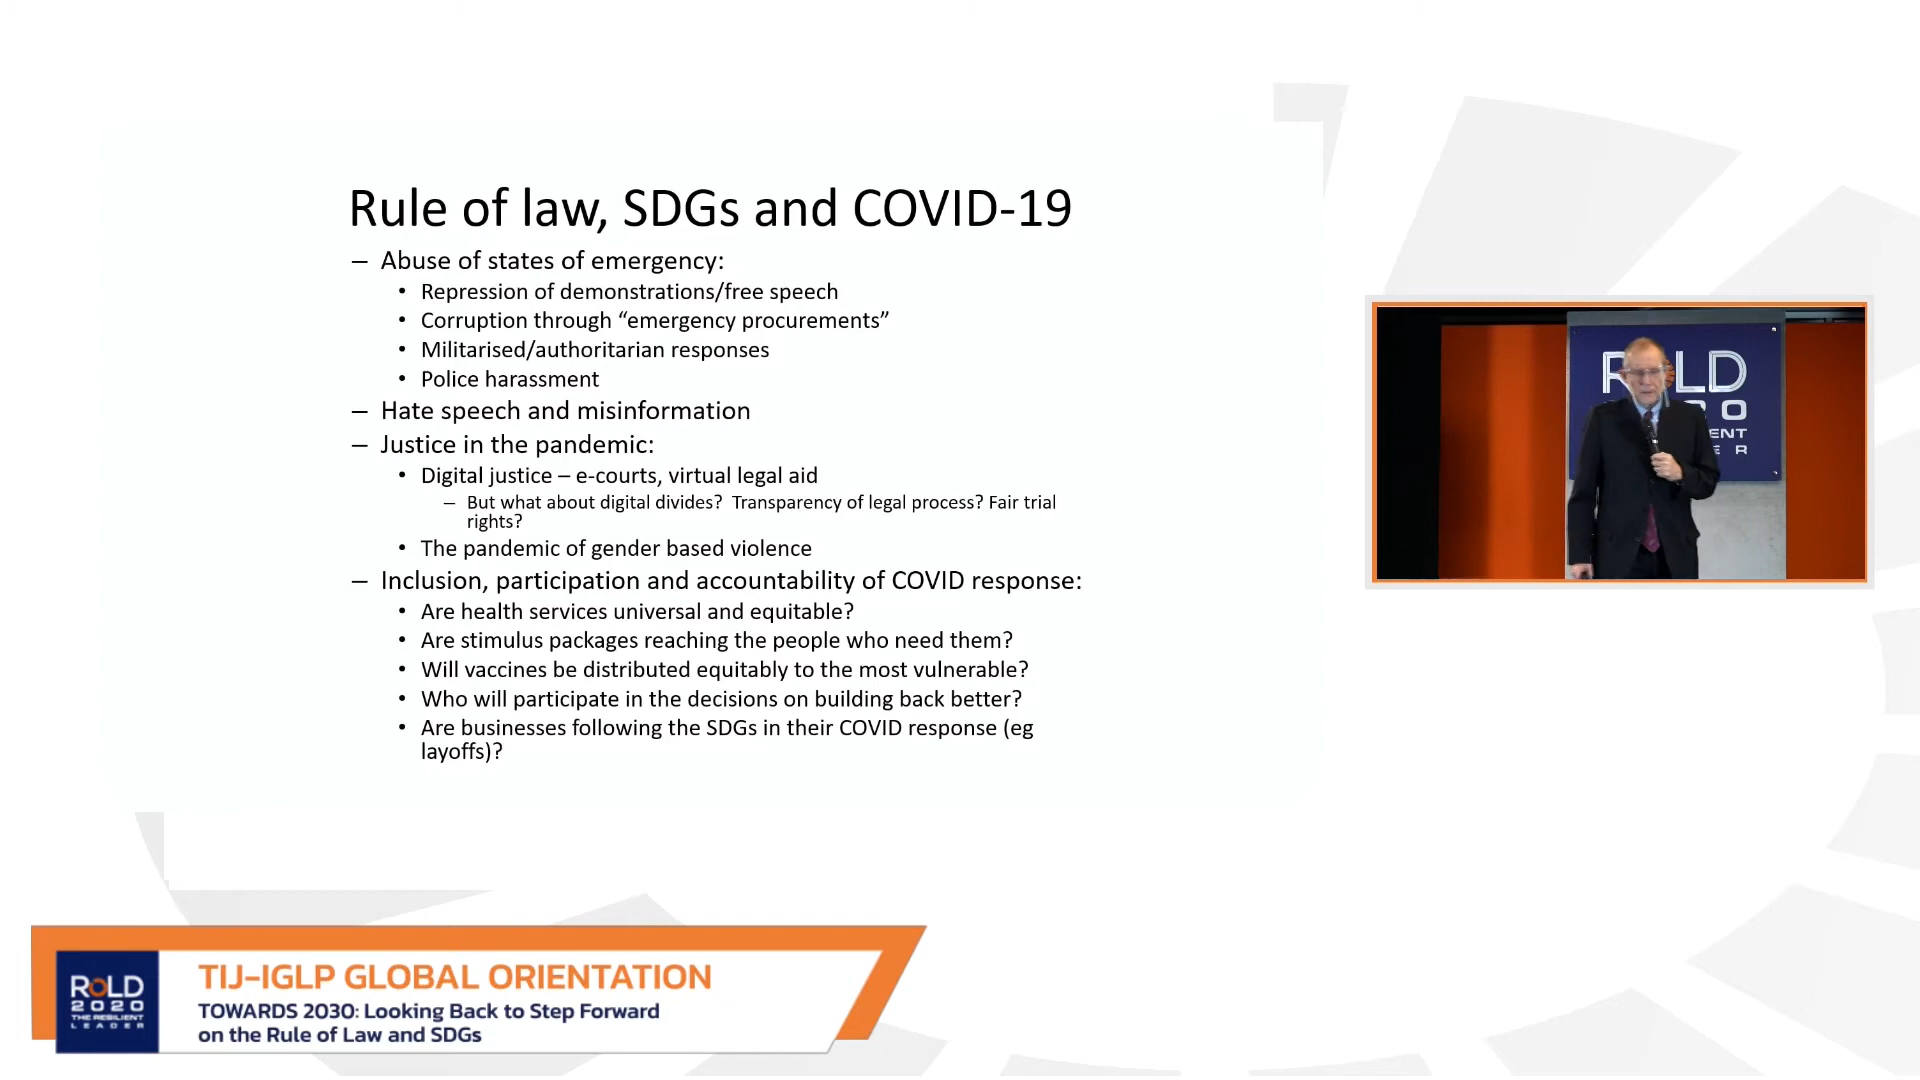 Rule of law, SDGs and COVID-19
– Abuse of states of emergency:
• Repression of demonstrations/free speech
• Corruption through “emergency procurements”
• Militarised/authoritarian responses
• Police harassment
– Hate speech and misinformation
– Justice in the pandemic:
• Digital justice – e-courts, virtual legal aid
– But what about digital divides? Transparency of legal process? Fair trial
rights?
• The pandemic of gender based violence
– Inclusion, participation and accountability of COVID response:
• Are health services universal and equitable?
• Are stimulus packages reaching the people who need them?
• Will vaccines be distributed equitably to the most vulnerable?
• Who will participate in the decisions on building back better?
• Are businesses following the SDGs in their COVID response (eg
layoffs)?
RoLD
2020
THE RESILIENT
LEADER
TIJ-IGLP GLOBAL ORIENTATION
TOWARDS 2030: Looking Back to Step Forward
on the Rule of Law and SDGs